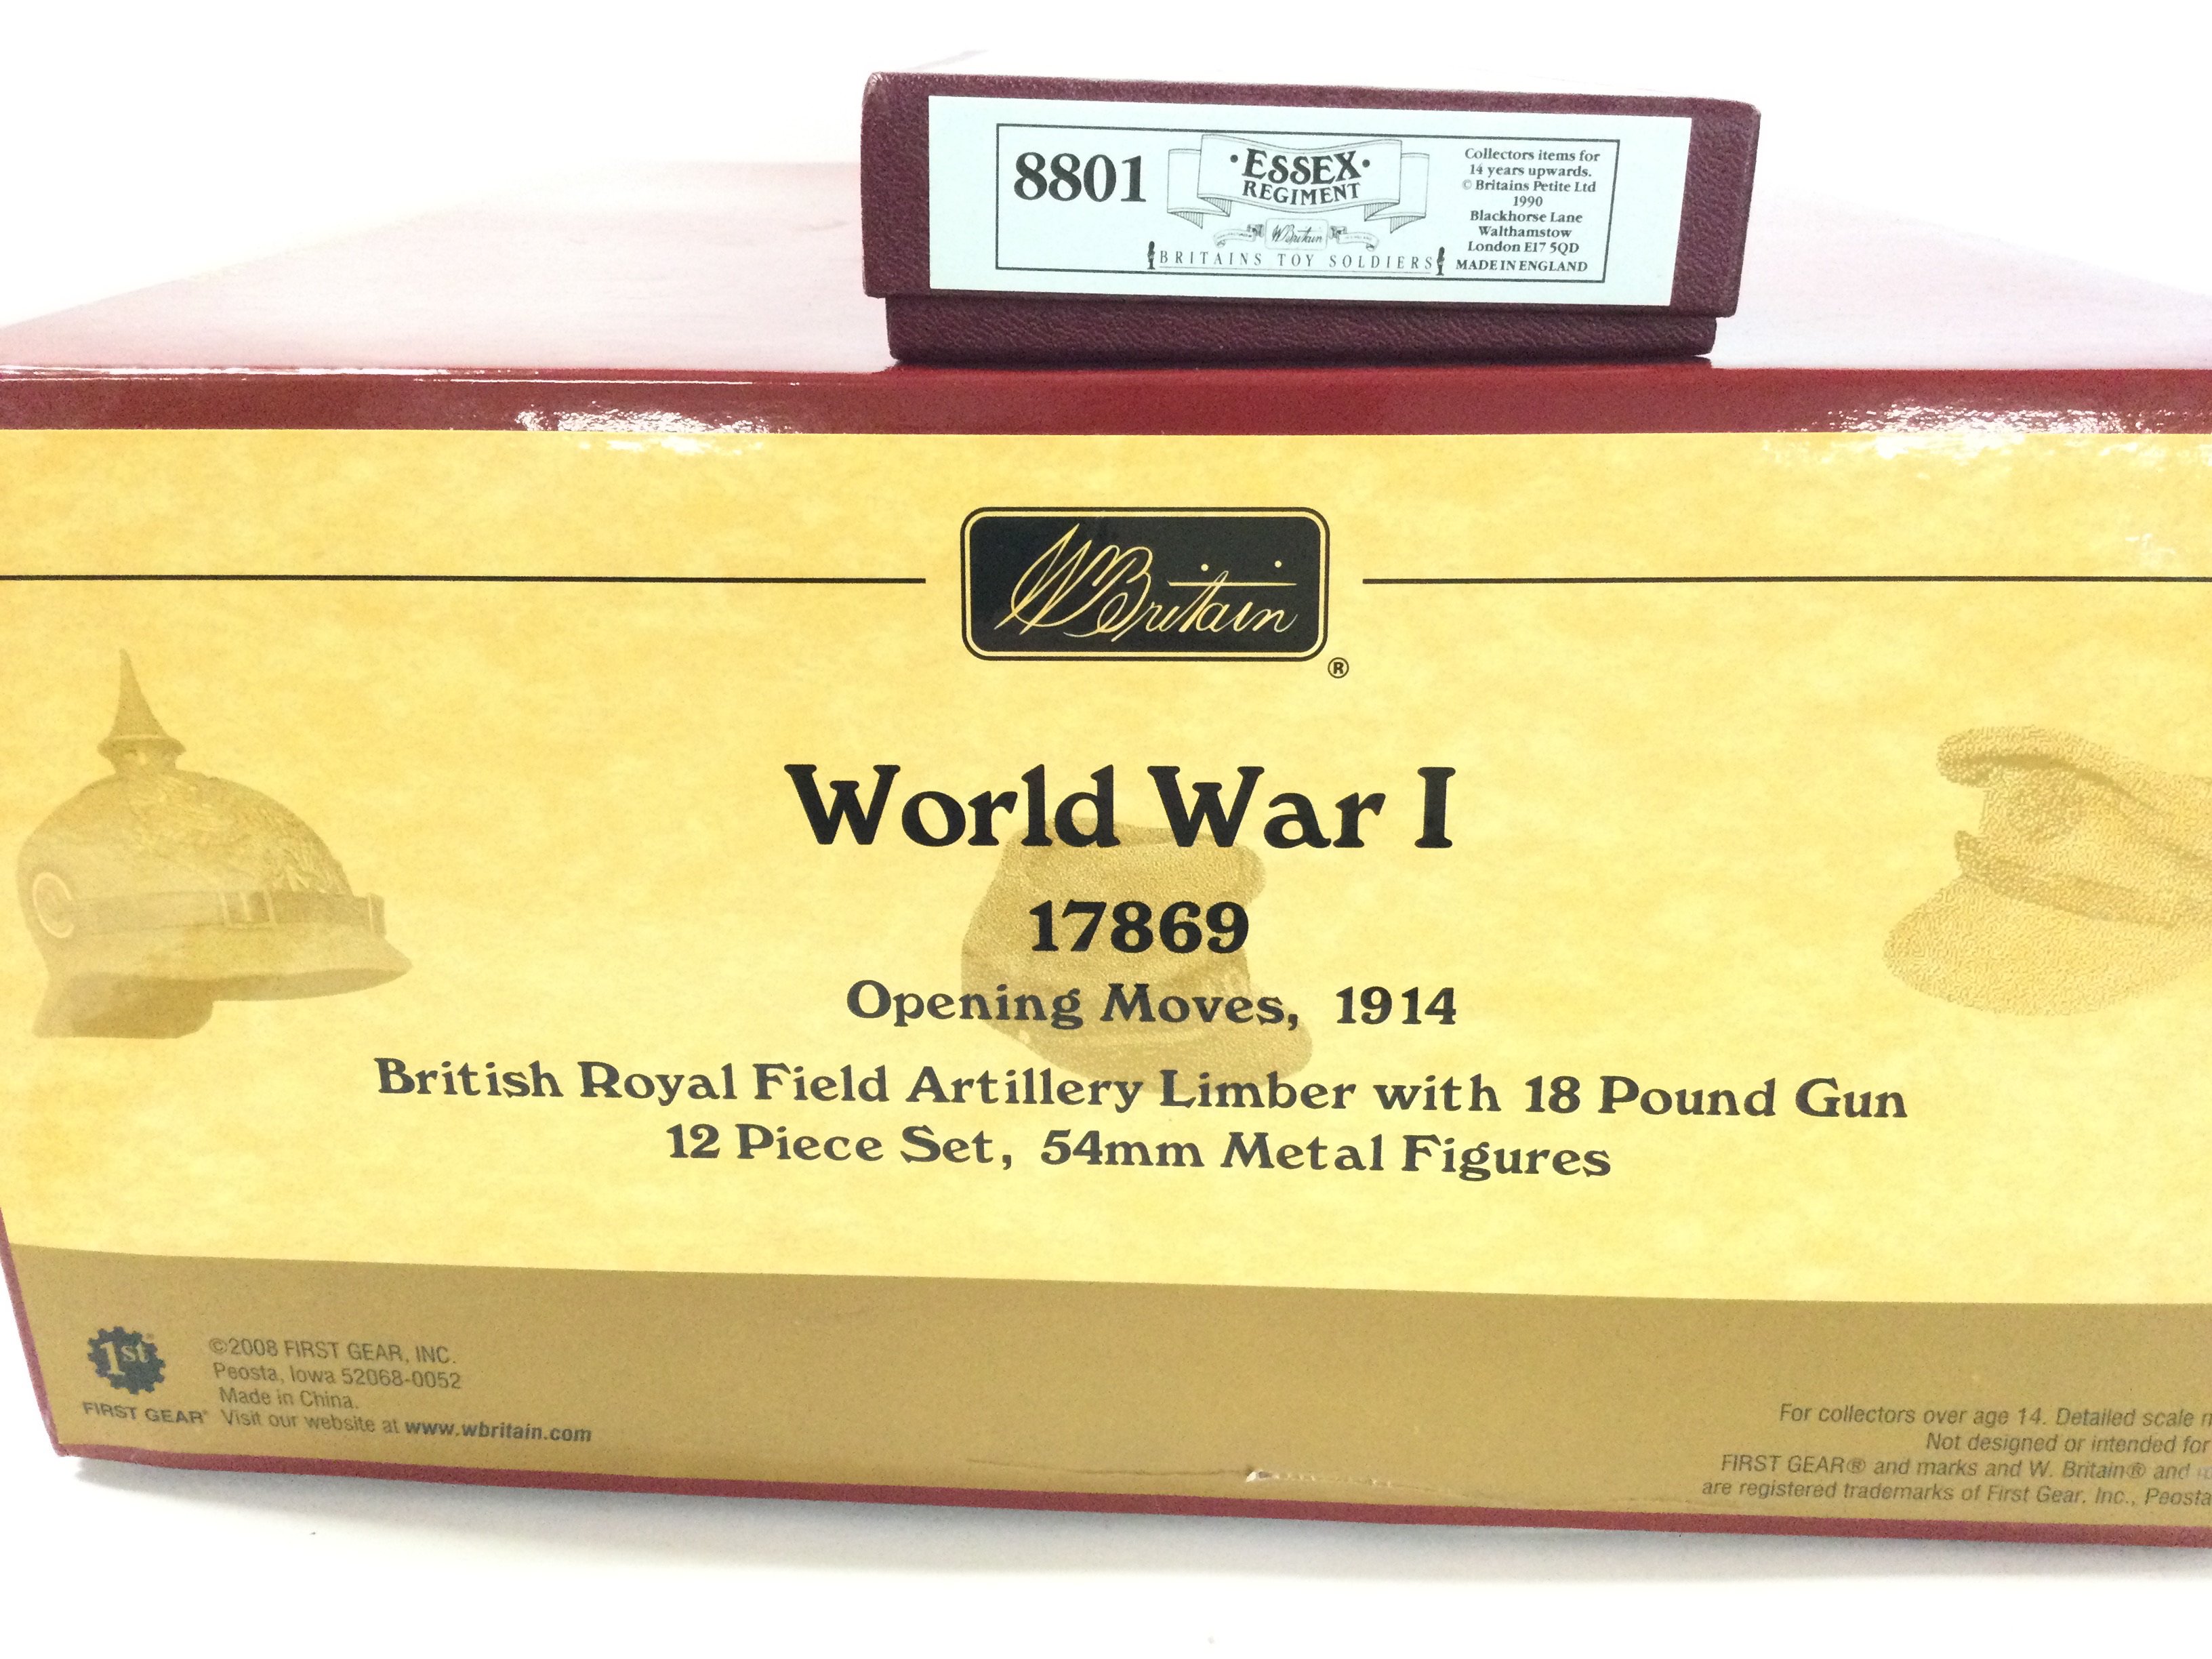 8801
·ESSEX·
REGIMENT
W Britain
BRITAINS TOY SOLDIERS
Collectors items for
14 years upwards.
© Britains Petite Ltd
1990
Blackhorse Lane
Walthamstow
London E17 5QD
MADE IN ENGLAND
W Britain
®
World War I
17869
Opening Moves, 1914
British Royal Field Artillery Limber with 18 Pound Gun
12 Piece Set, 54mm Metal Figures
1st
FIRST GEAR®
©2008 FIRST GEAR, INC.
Peosta, Iowa 52068-0052
Made in China.
Visit our website at www.wbritain.com
For collectors over age 14. Detailed scale
Not designed or intended for
FIRST GEAR® and marks and W. Britain® and
are registered trademarks of First Gear, Inc., Peosta